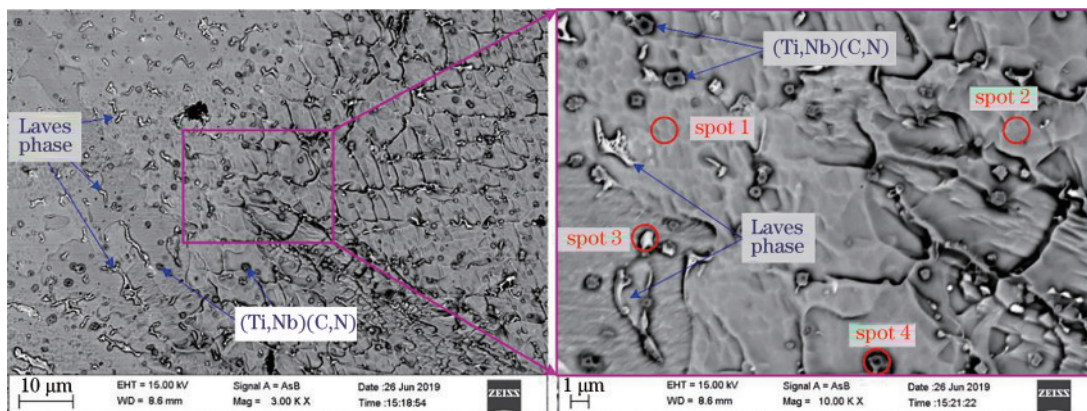 Laves
phase
(Ti,Nb)(C,N)
10 μm
EHT = 15.00 kV
WD = 8.6 mm
Signal A = AsB
Mag = 3.00 K X
Date :26 Jun 2019
Time :15:18:54
ZEISS
(Ti,Nb)(C,N)
spot 1
spot 2
spot 3
Laves
phase
spot 4
1 μm
EHT = 15.00 kV
WD = 8.6 mm
Signal A = AsB
Mag = 10.00 K X
Date :26 Jun 2019
Time :15:21:22
ZEISS